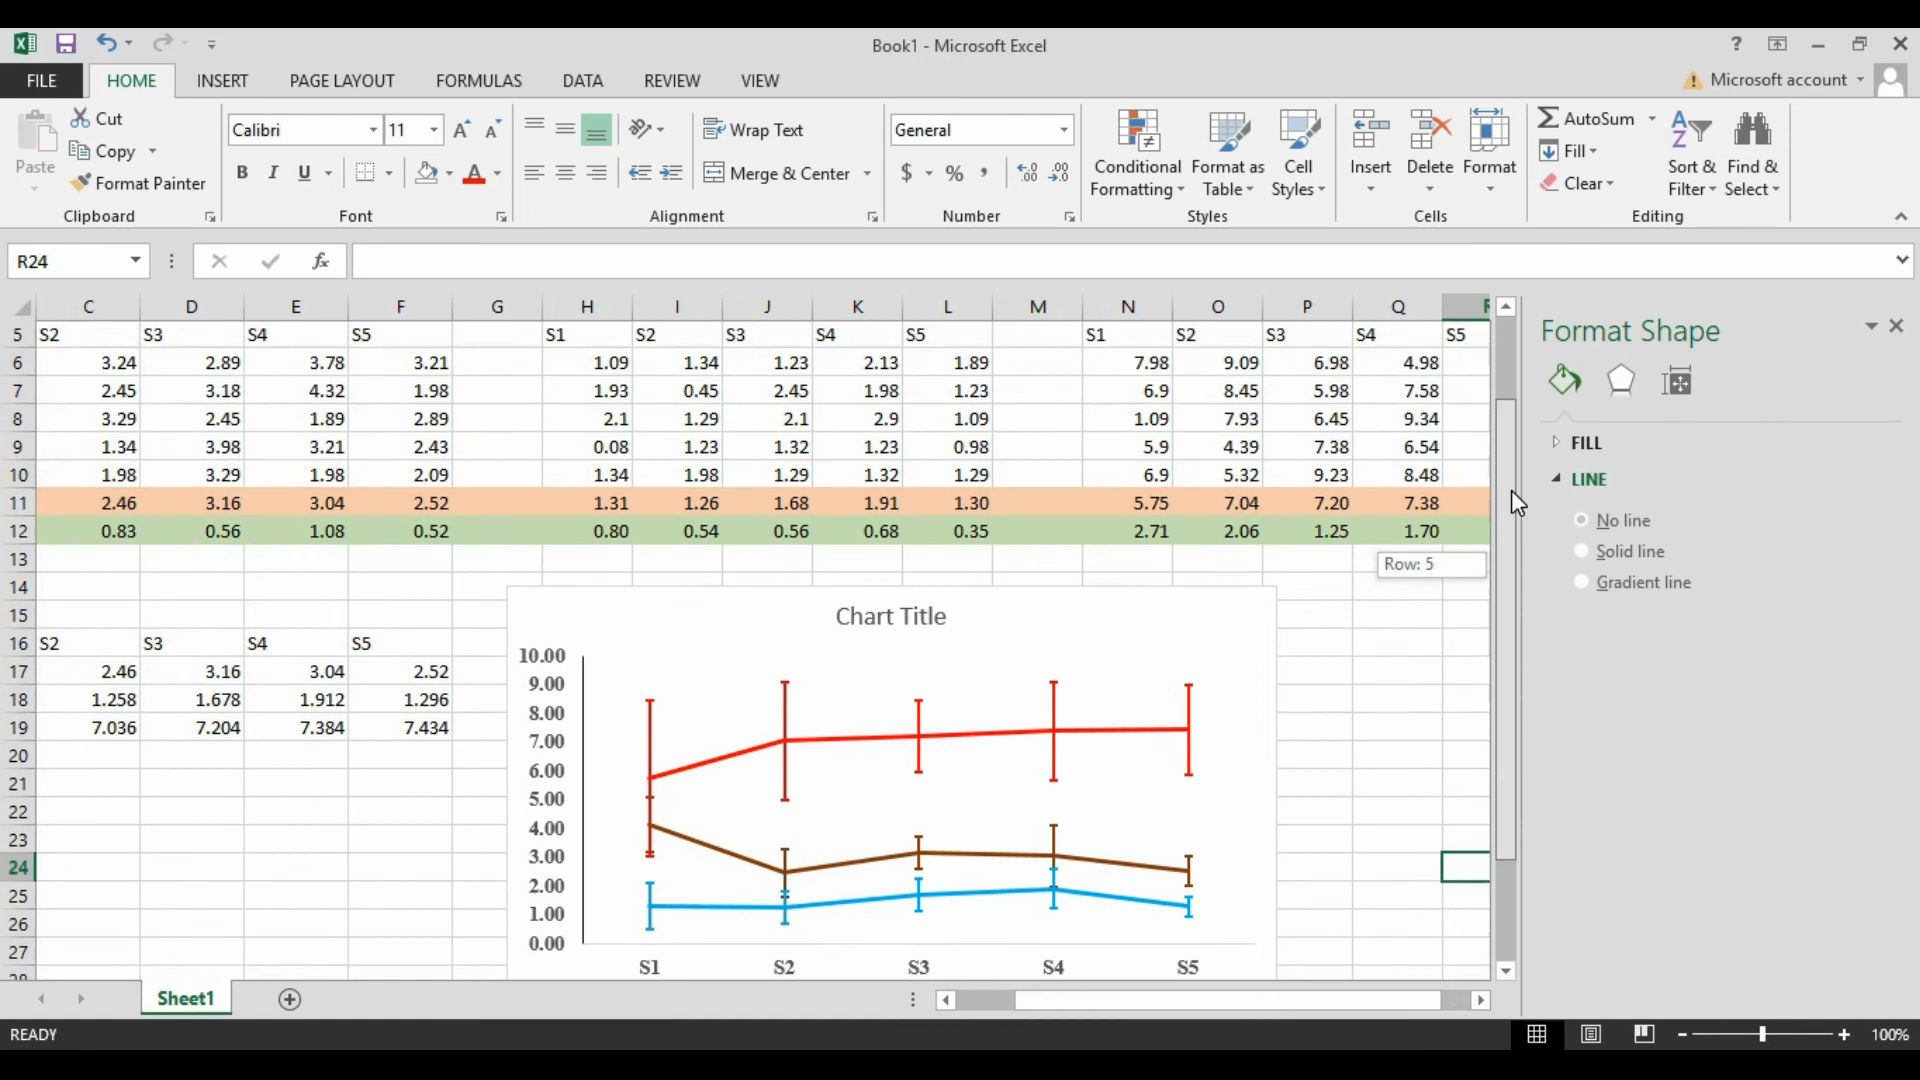 Book1 - Microsoft Excel
?
FILE HOME INSERT PAGE LAYOUT FORMULAS DATA REVIEW VIEW
Microsoft account
Paste
Cut
Copy
Format Painter
Clipboard
Calibri 11
B I U
Font
Wrap Text
Merge & Center
Alignment
General
$ % ,
Number
Conditional Formatting
Format as Table
Cell Styles
Styles
Insert
Delete
Format
Cells
AutoSum
Fill
Clear
Sort & Filter
Find & Select
Editing
R24
fx
C D E F G H I J K L M N O P Q R
5 S2 S3 S4 S5 S1 S2 S3 S4 S5 S1 S2 S3 S4 S5
6 3.24 2.89 3.78 3.21 1.09 1.34 1.23 2.13 1.89 7.98 9.09 6.98 4.98
7 2.45 3.18 4.32 1.98 1.93 0.45 2.45 1.98 1.23 6.9 8.45 5.98 7.58
8 3.29 2.45 1.89 2.89 2.1 1.29 2.1 2.9 1.09 1.09 7.93 6.45 9.34
9 1.34 3.98 3.21 2.43 0.08 1.23 1.32 1.23 0.98 5.9 4.39 7.38 6.54
10 1.98 3.29 1.98 2.09 1.34 1.98 1.29 1.32 1.29 6.9 5.32 9.23 8.48
11 2.46 3.16 3.04 2.52 1.31 1.26 1.68 1.91 1.30 5.75 7.04 7.20 7.38
12 0.83 0.56 1.08 0.52 0.80 0.54 0.56 0.68 0.35 2.71 2.06 1.25 1.70
13
Row: 5
14
15
16 S2 S3 S4 S5
17 2.46 3.16 3.04 2.52
18 1.258 1.678 1.912 1.296
19 7.036 7.204 7.384 7.434
20
21
22
23
24
25
26
27
28
Chart Title
10.00
9.00
8.00
7.00
6.00
5.00
4.00
3.00
2.00
1.00
0.00
S1 S2 S3 S4 S5
Format Shape
FILL
LINE
No line
Solid line
Gradient line
Sheet1
READY
100%